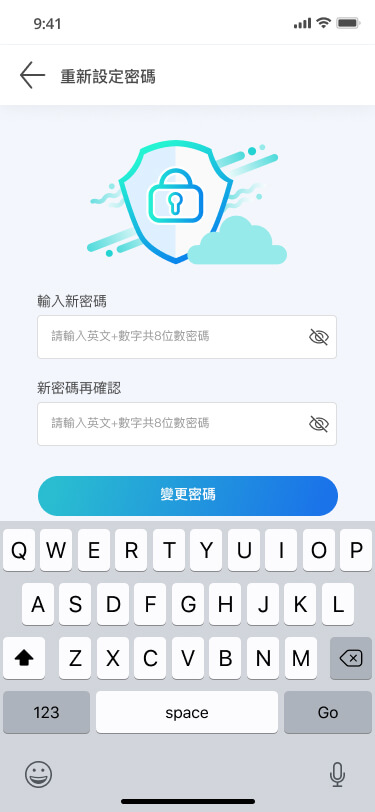 9:41
重新設定密碼
輸入新密碼
請輸入英文+數字共8位數密碼
新密碼再確認
請輸入英文+數字共8位數密碼
變更密碼
Q W E R T Y U I O P
A S D F G H J K L
Z X C V B N M
123 space Go